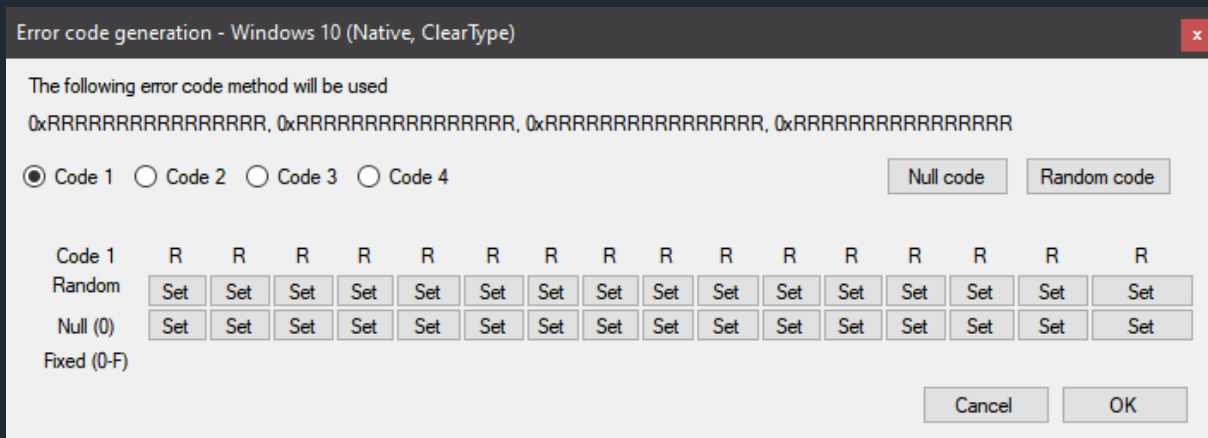 Error code generation - Windows 10 (Native, ClearType)
x
The following error code method will be used
0xRRRRRRRRRRRRRRRR, 0xRRRRRRRRRRRRRRRR, 0xRRRRRRRRRRRRRRRR, 0xRRRRRRRRRRRRRRRR
Code 1 Code 2 Code 3 Code 4 Null code Random code
Code 1 R R R R R R R R R R R R R R R R
Random Set Set Set Set Set Set Set Set Set Set Set Set Set Set Set Set
Null (0) Set Set Set Set Set Set Set Set Set Set Set Set Set Set Set Set
Fixed (0-F)
Cancel OK